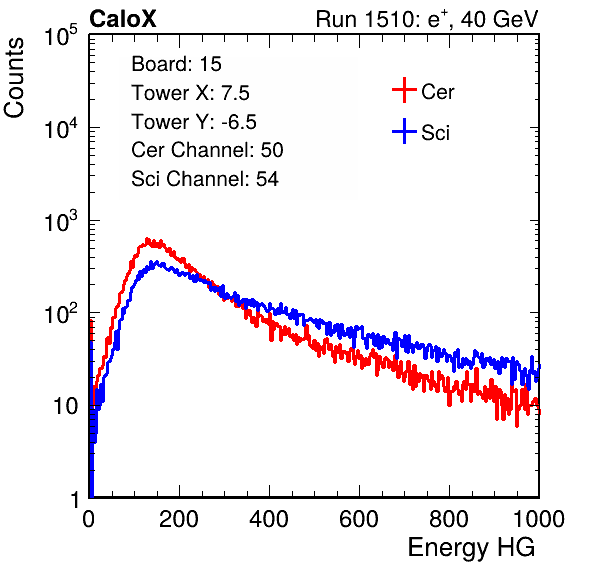 CaloX Run 1510: e⁺, 40 GeV
Counts
10⁵
10⁴
10³
10²
10
1
Board: 15
Tower X: 7.5
Tower Y: -6.5
Cer Channel: 50
Sci Channel: 54
Cer
Sci
0 200 400 600 800 1000
Energy HG